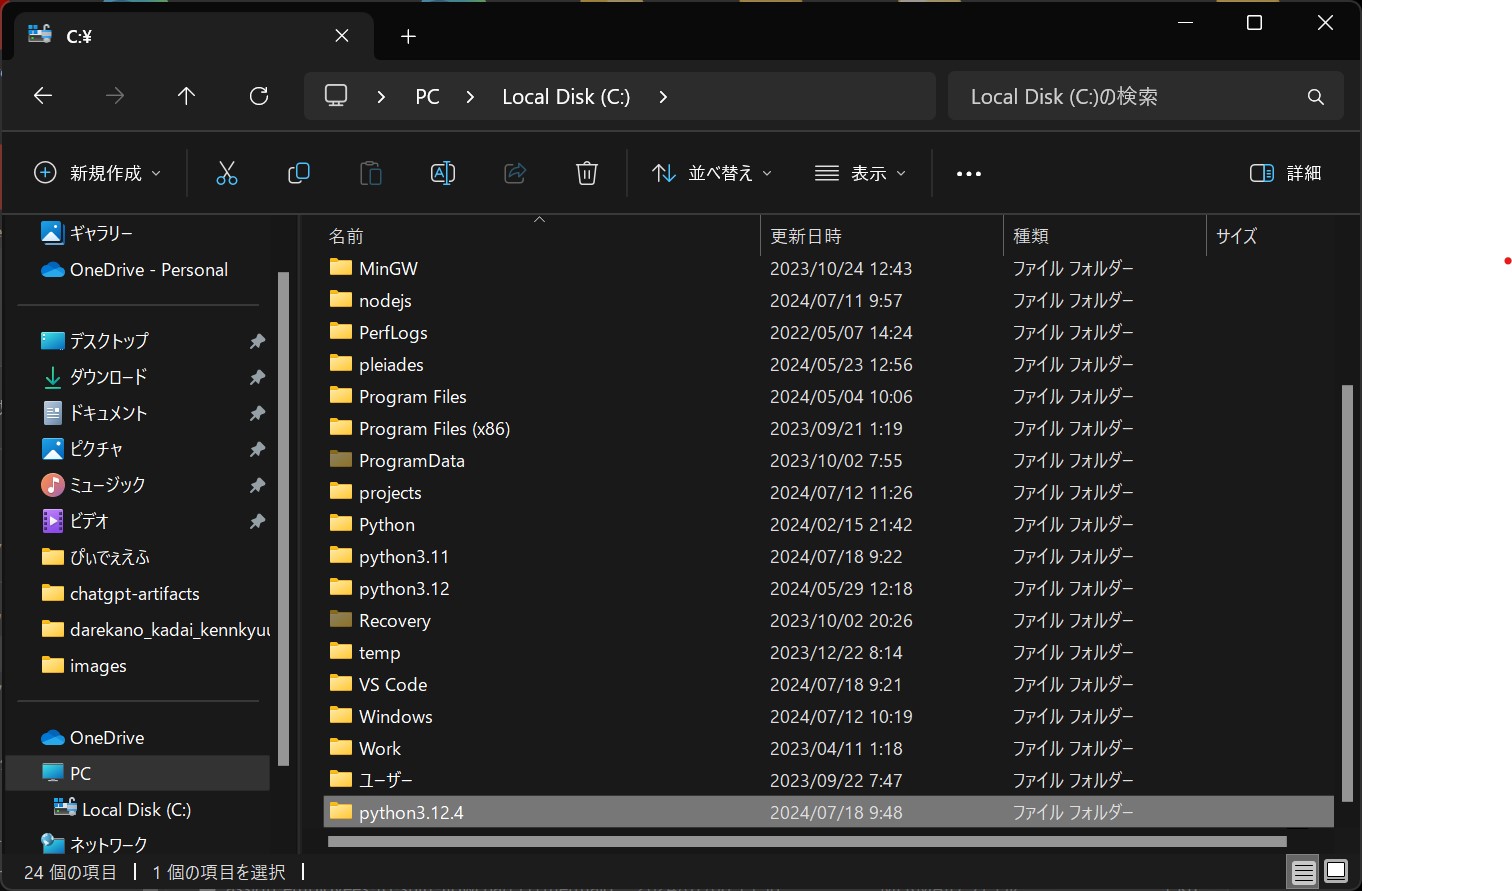 C:¥
PC
Local Disk (C:)
Local Disk (C:)の検索
新規作成
並べ替え
表示
詳細
ギャラリー
OneDrive - Personal
デスクトップ
ダウンロード
ドキュメント
ピクチャ
ミュージック
ビデオ
ぴぃでぇえふ
chatgpt-artifacts
darekano_kadai_kennkyuu
images
OneDrive
PC
Local Disk (C:)
ネットワーク
名前 更新日時 種類 サイズ
MinGW 2023/10/24 12:43 ファイル フォルダー
nodejs 2024/07/11 9:57 ファイル フォルダー
PerfLogs 2022/05/07 14:24 ファイル フォルダー
pleiades 2024/05/23 12:56 ファイル フォルダー
Program Files 2024/05/04 10:06 ファイル フォルダー
Program Files (x86) 2023/09/21 1:19 ファイル フォルダー
ProgramData 2023/10/02 7:55 ファイル フォルダー
projects 2024/07/12 11:26 ファイル フォルダー
Python 2024/02/15 21:42 ファイル フォルダー
python3.11 2024/07/18 9:22 ファイル フォルダー
python3.12 2024/05/29 12:18 ファイル フォルダー
Recovery 2023/10/02 20:26 ファイル フォルダー
temp 2023/12/22 8:14 ファイル フォルダー
VS Code 2024/07/18 9:21 ファイル フォルダー
Windows 2024/07/12 10:19 ファイル フォルダー
Work 2023/04/11 1:18 ファイル フォルダー
ユーザー 2023/09/22 7:47 ファイル フォルダー
python3.12.4 2024/07/18 9:48 ファイル フォルダー
24 個の項目 1 個の項目を選択